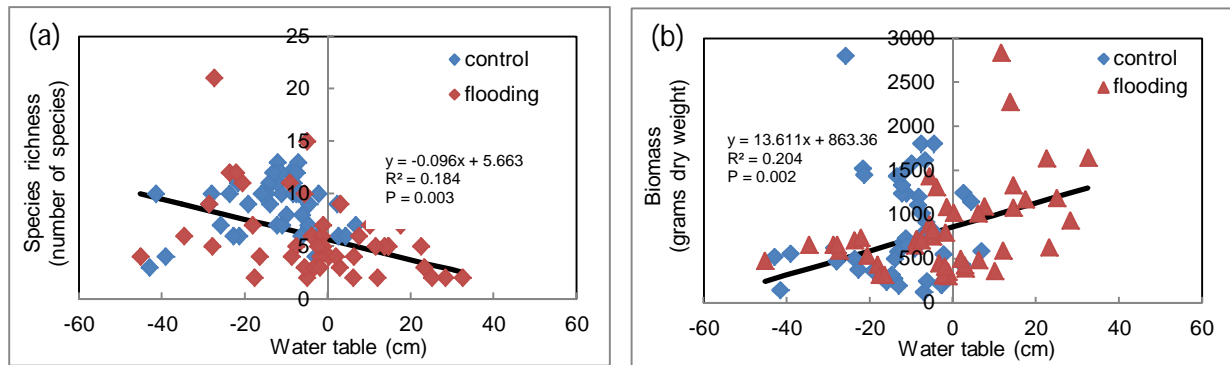 (a)
Species richness
(number of species)
25
20
15
10
5
0
control
flooding
y = -0.096x + 5.663
R² = 0.184
P = 0.003
-60 -40 -20 0 20 40 60
Water table (cm)
(b)
Biomass
(grams dry weight)
3000
2500
2000
1500
1000
500
0
control
flooding
y = 13.611x + 863.36
R² = 0.204
P = 0.002
-60 -40 -20 0 20 40 60
Water table (cm)